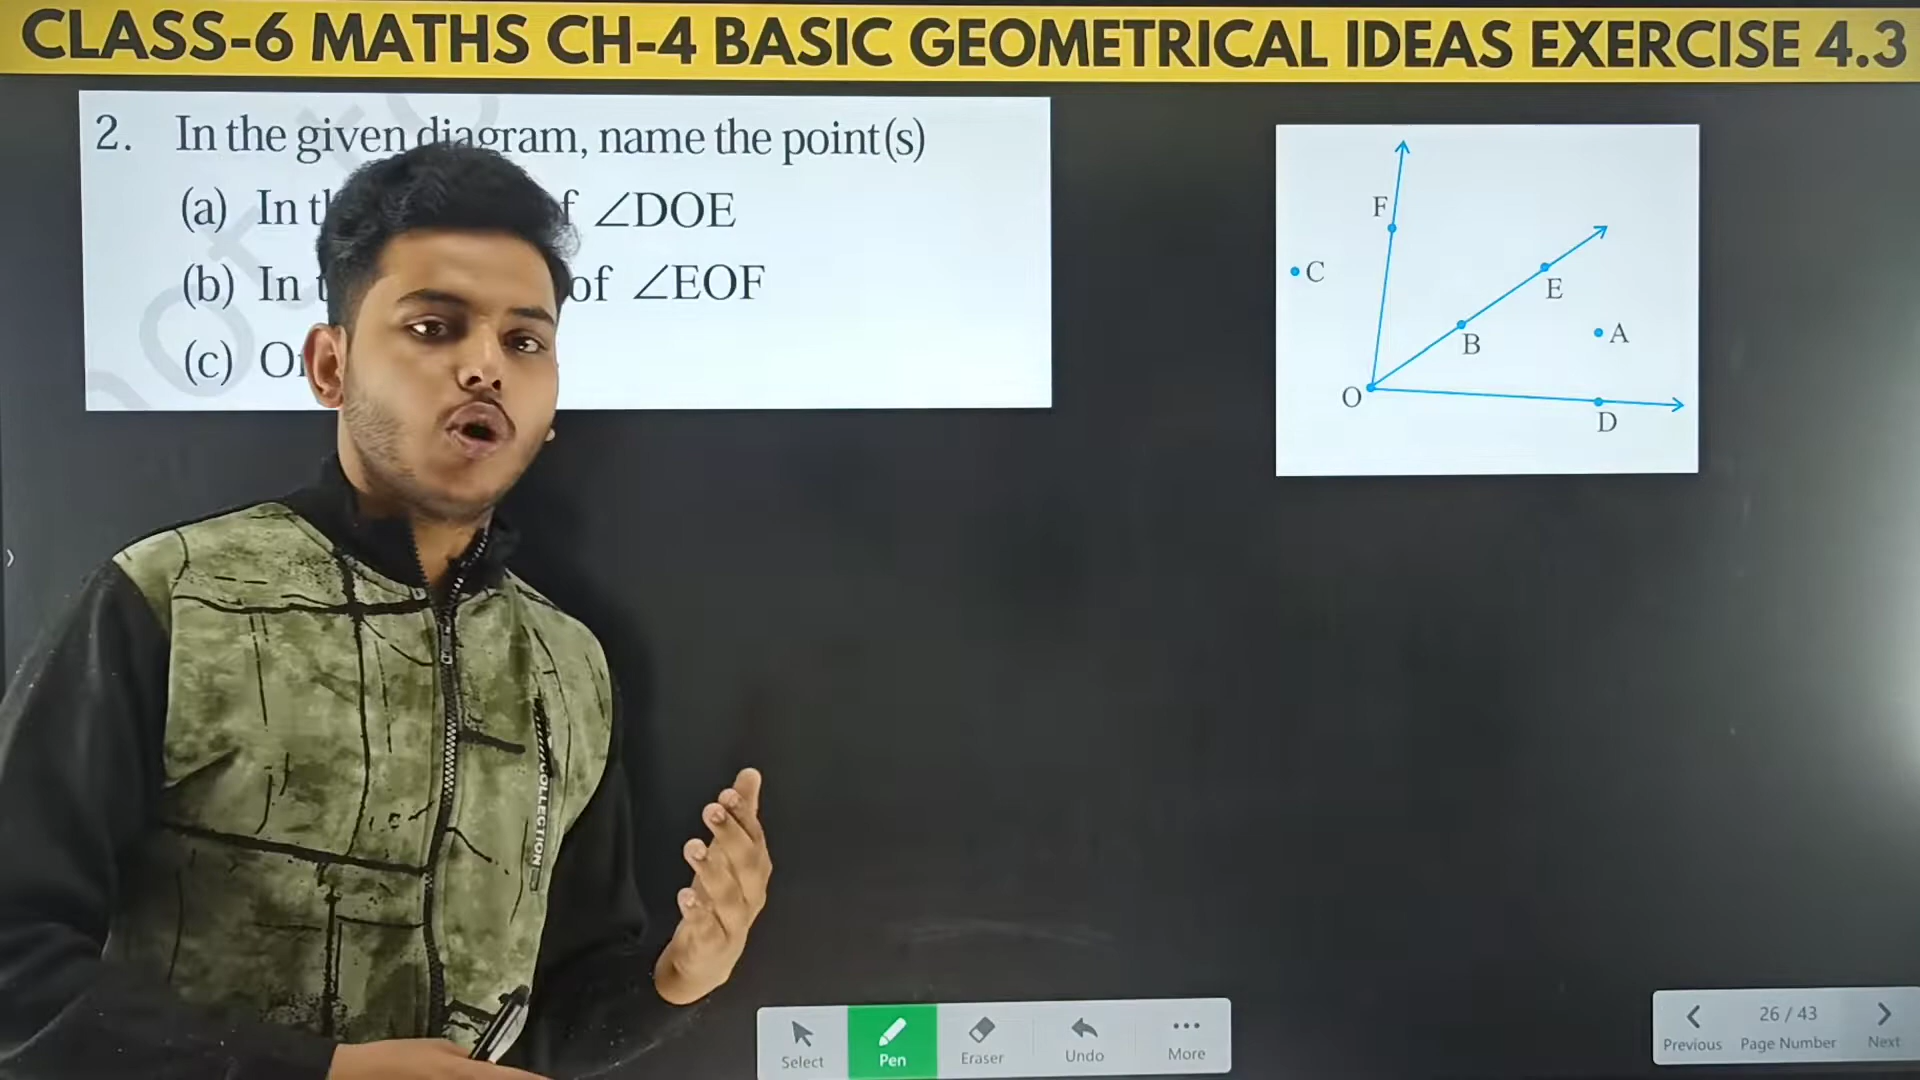 CLASS-6 MATHS CH-4 BASIC GEOMETRICAL IDEAS EXERCISE 4.3
2. In the given diagram, name the point(s)
(a) In f ∠DOE
(b) In of ∠EOF
(c)
F
C
E
B
A
O
D
COLLECTION
Select
Pen
Eraser
Undo
More
26 / 43
Previous Page Number Next